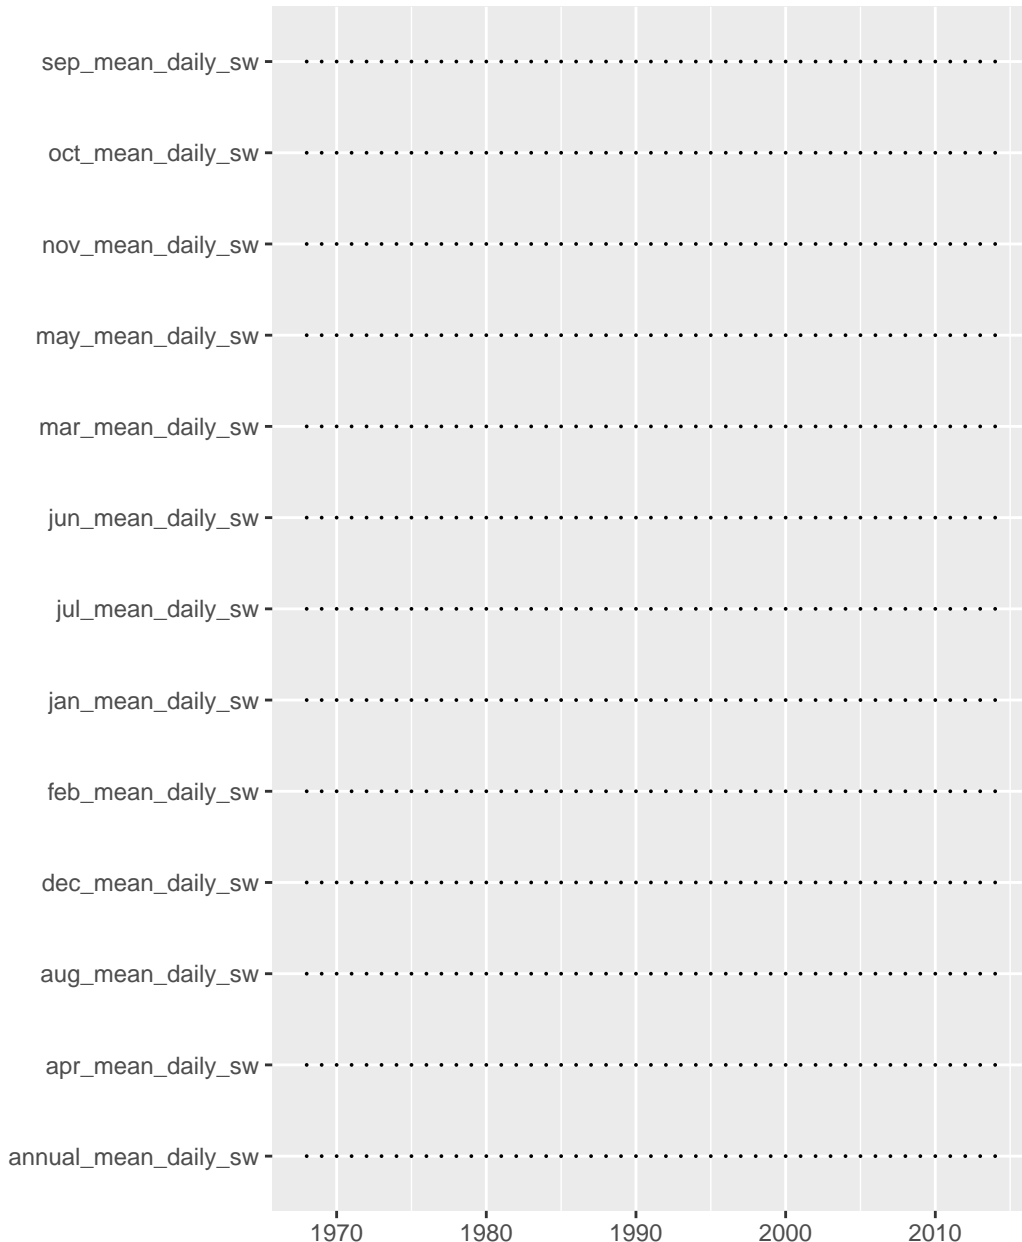 sep_mean_daily_sw
oct_mean_daily_sw
nov_mean_daily_sw
may_mean_daily_sw
mar_mean_daily_sw
jun_mean_daily_sw
jul_mean_daily_sw
jan_mean_daily_sw
feb_mean_daily_sw
dec_mean_daily_sw
aug_mean_daily_sw
apr_mean_daily_sw
annual_mean_daily_sw
1970 1980 1990 2000 2010